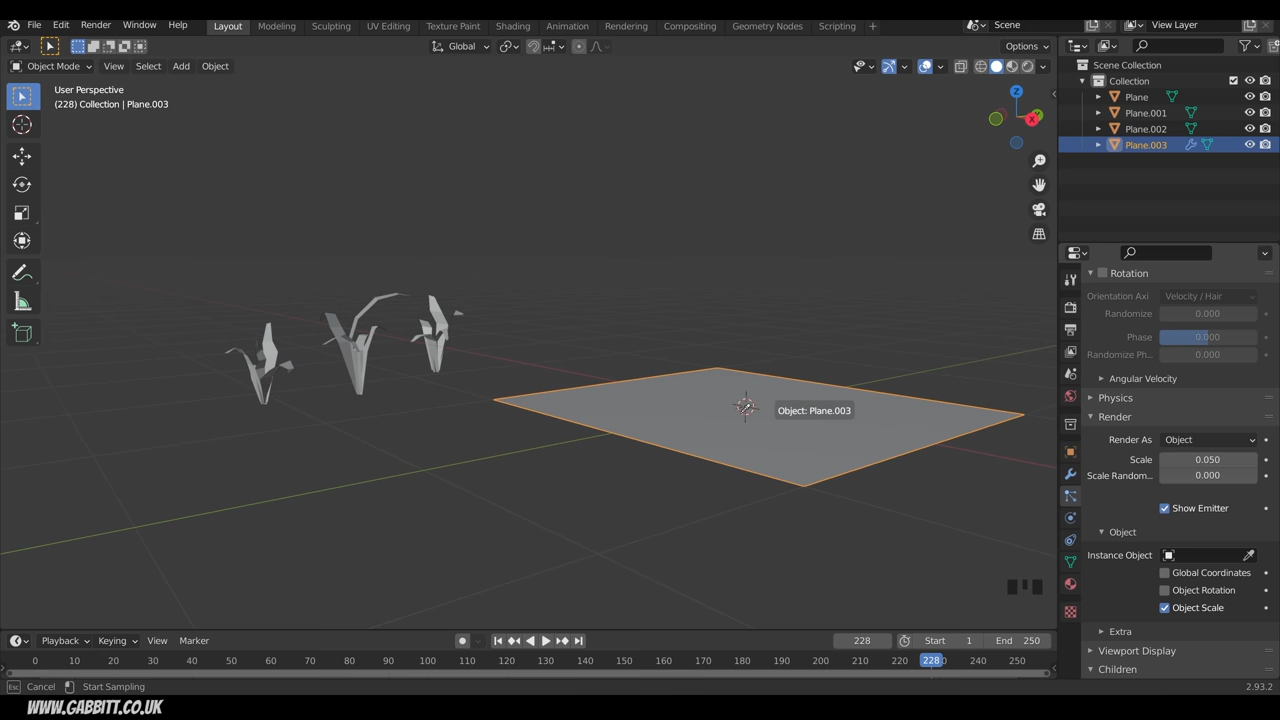 File Edit Render Window Help Layout Modeling Sculpting UV Editing Texture Paint Shading Animation Rendering Compositing Geometry Nodes Scripting + Scene View Layer
Global Options
Object Mode View Select Add Object
User Perspective
(228) Collection | Plane.003
Z
X
Y
Object: Plane.003
Scene Collection
Collection
Plane
Plane.001
Plane.002
Plane.003
Rotation
Orientation Axi Velocity / Hair
Randomize 0.000
Phase 0.000
Randomize Ph... 0.000
Angular Velocity
Physics
Render
Render As Object
Scale 0.050
Scale Random... 0.000
Show Emitter
Object
Instance Object
Global Coordinates
Object Rotation
Object Scale
Extra
Viewport Display
Children
Playback Keying View Marker 228 Start 1 End 250
0 10 20 30 40 50 60 70 80 90 100 110 120 130 140 150 160 170 180 190 200 210 220 228 240 250
Esc Cancel Start Sampling 2.93.2
WWW.GABBITT.CO.UK